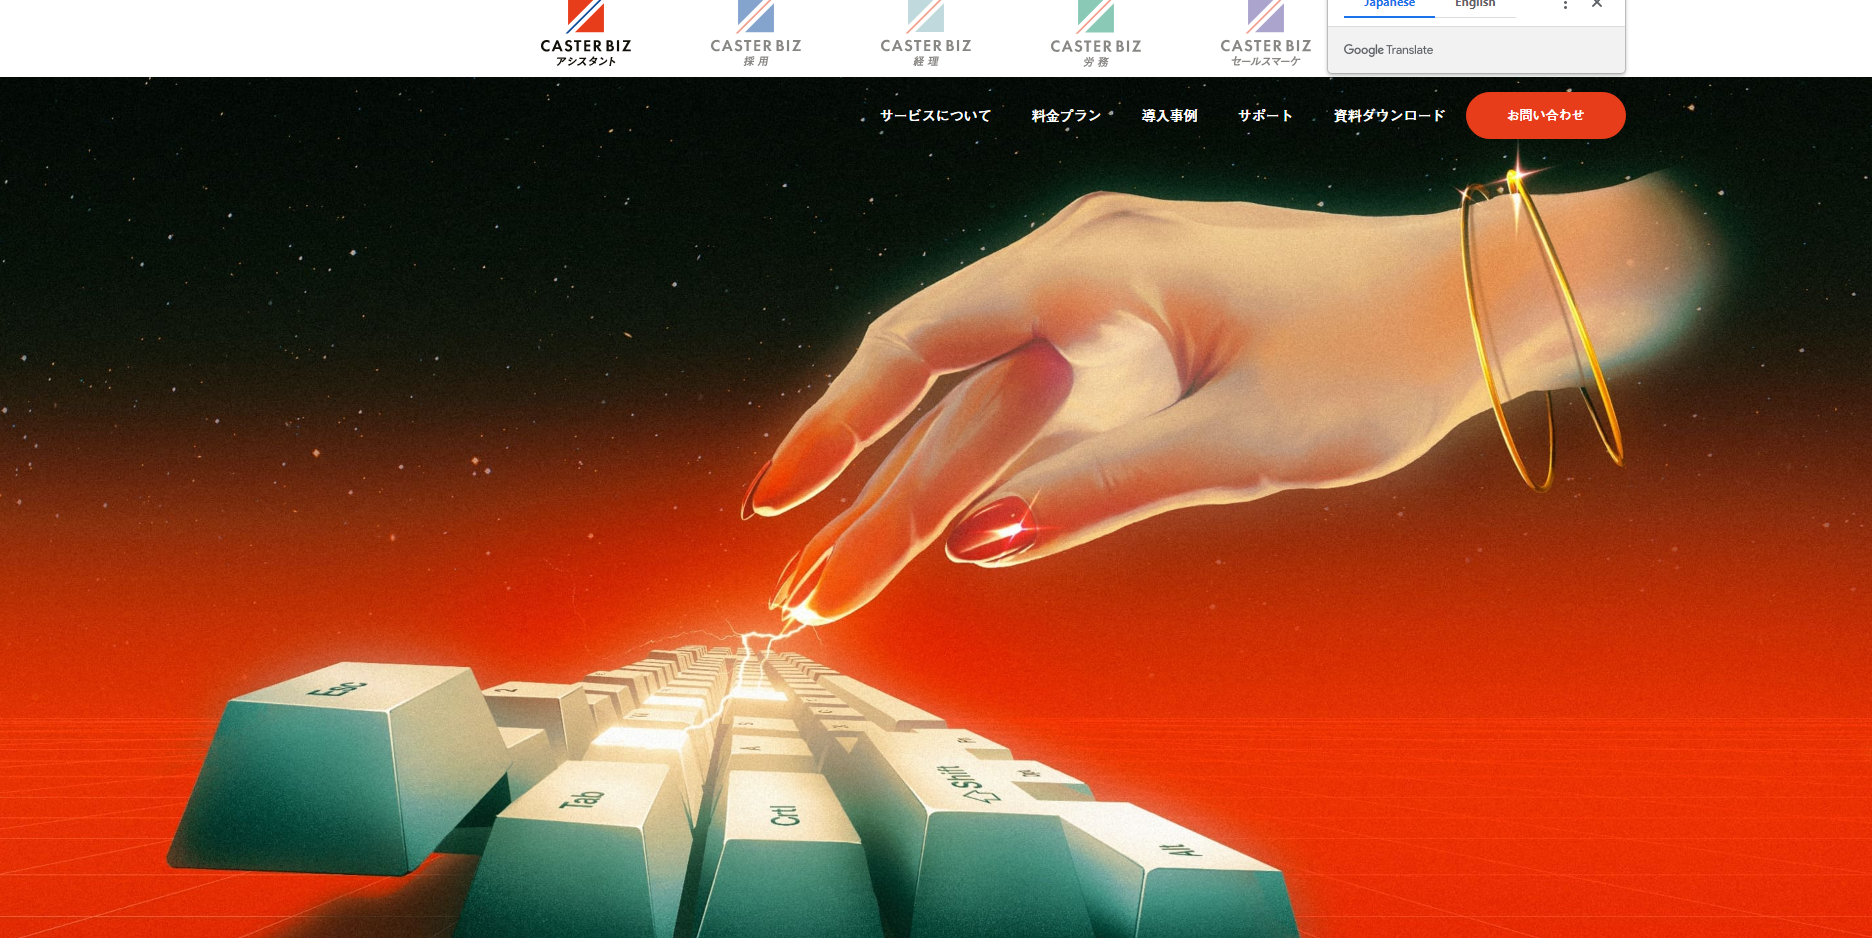 Japanese English
CASTER BIZ
アシスタント
CASTER BIZ
採用
CASTER BIZ
経理
CASTER BIZ
労務
CASTER BIZ
セールスマーケ
Google Translate
サービスについて 料金プラン 導入事例 サポート 資料ダウンロード お問い合わせ
Esc
2
Tab
A
S
Crtl
Shift
Alt